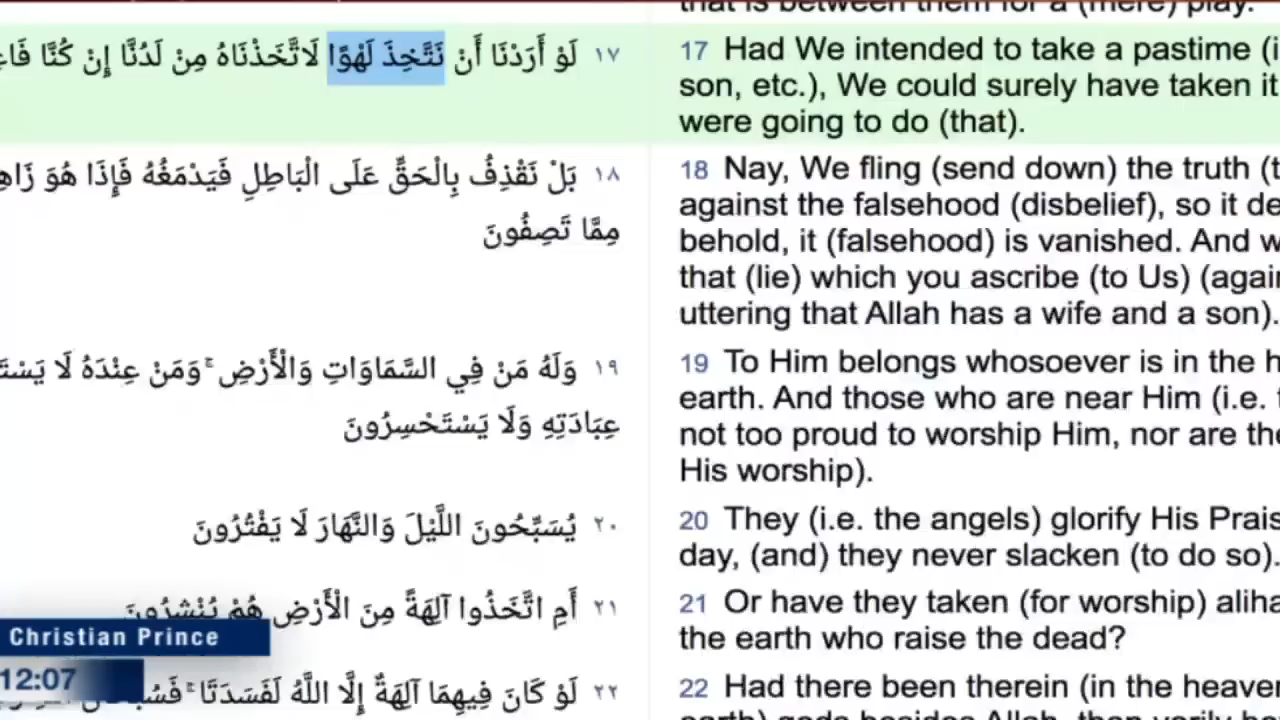 that is between them for a (mere) play.
١٧ لَوْ أَرَدْنَا أَنْ نَتَّخِذَ لَهْوًا لَاتَّخَذْنَاهُ مِنْ لَدُنَّا إِنْ كُنَّا
17 Had We intended to take a pastime (i
son, etc.), We could surely have taken it
were going to do (that).
١٨ بَلْ نَقْذِفُ بِالْحَقِّ عَلَى الْبَاطِلِ فَيَدْمَغُهُ فَإِذَا هُوَ
مِمَّا تَصِفُونَ
18 Nay, We fling (send down) the truth (t
against the falsehood (disbelief), so it de
behold, it (falsehood) is vanished. And w
that (lie) which you ascribe (to Us) (agai
uttering that Allah has a wife and a son).
١٩ وَلَهُ مَنْ فِي السَّمَاوَاتِ وَالْأَرْضِ ۚ وَمَنْ عِنْدَهُ لَا
عِبَادَتِهِ وَلَا يَسْتَحْسِرُونَ
19 To Him belongs whosoever is in the h
earth. And those who are near Him (i.e. t
not too proud to worship Him, nor are the
His worship).
٢٠ يُسَبِّحُونَ اللَّيْلَ وَالنَّهَارَ لَا يَفْتُرُونَ
20 They (i.e. the angels) glorify His Prais
day, (and) they never slacken (to do so).
٢١ أَمِ اتَّخَذُوا آلِهَةً مِنَ الْأَرْضِ هُمْ يُنْشِرُونَ
21 Or have they taken (for worship) aliha
the earth who raise the dead?
٢٢ لَوْ كَانَ فِيهِمَا آلِهَةٌ إِلَّا اللَّهُ لَفَسَدَتَا ۚ
22 Had there been therein (in the heaven
Christian Prince
12:07